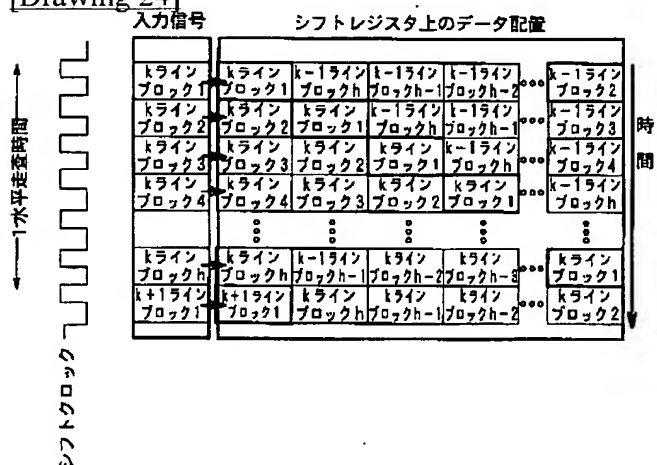 [Drawing 24]
入力信号 シフトレジスタ上のデータ配置
kライン kライン k-1ライン k-1ライン k-1ライン k-1ライン
ブロック1 ブロック1 ブロックh ブロックh-1 ブロックh-2 ブロック2
kライン kライン kライン k-1ライン k-1ライン k-1ライン
ブロック2 ブロック2 ブロック1 ブロックh ブロックh-1 ブロック3
kライン kライン kライン kライン k-1ライン k-1ライン
ブロック3 ブロック3 ブロック2 ブロック1 ブロックh ブロック4
kライン kライン kライン kライン kライン k-1ライン
ブロック4 ブロック4 ブロック3 ブロック2 ブロック1 ブロックh
kライン kライン k-1ライン kライン kライン kライン
ブロックh ブロックh ブロックh-1 ブロックh-2 ブロックh-3 ブロック1
k+1ライン k+1ライン kライン kライン kライン kライン
ブロック1 ブロック1 ブロックh ブロックh-1 ブロックh-2 ブロック2
時間
1水平走査時間
シフトクロック